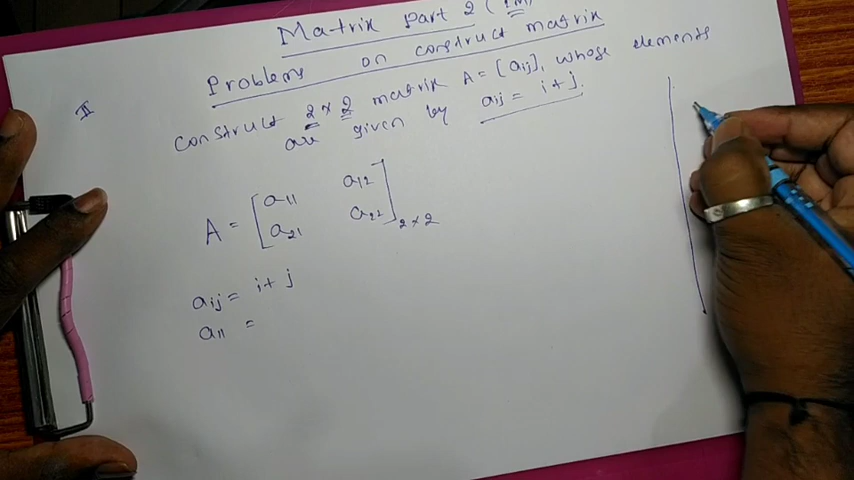 Matrix Part 2 (1m)
Problems on construct matrix
II
Construct 2 × 2 matrix A = [aij], whose elements
are given by aij = i + j.
A = [a11 a12
a21 a22]2×2
aij = i + j
a11 =